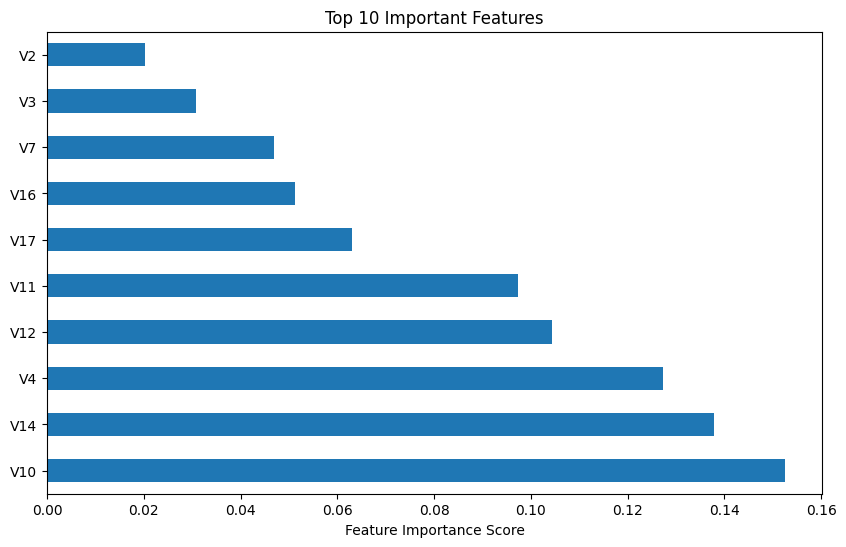 Top 10 Important Features
V2
V3
V7
V16
V17
V11
V12
V4
V14
V10
0.00 0.02 0.04 0.06 0.08 0.10 0.12 0.14 0.16
Feature Importance Score